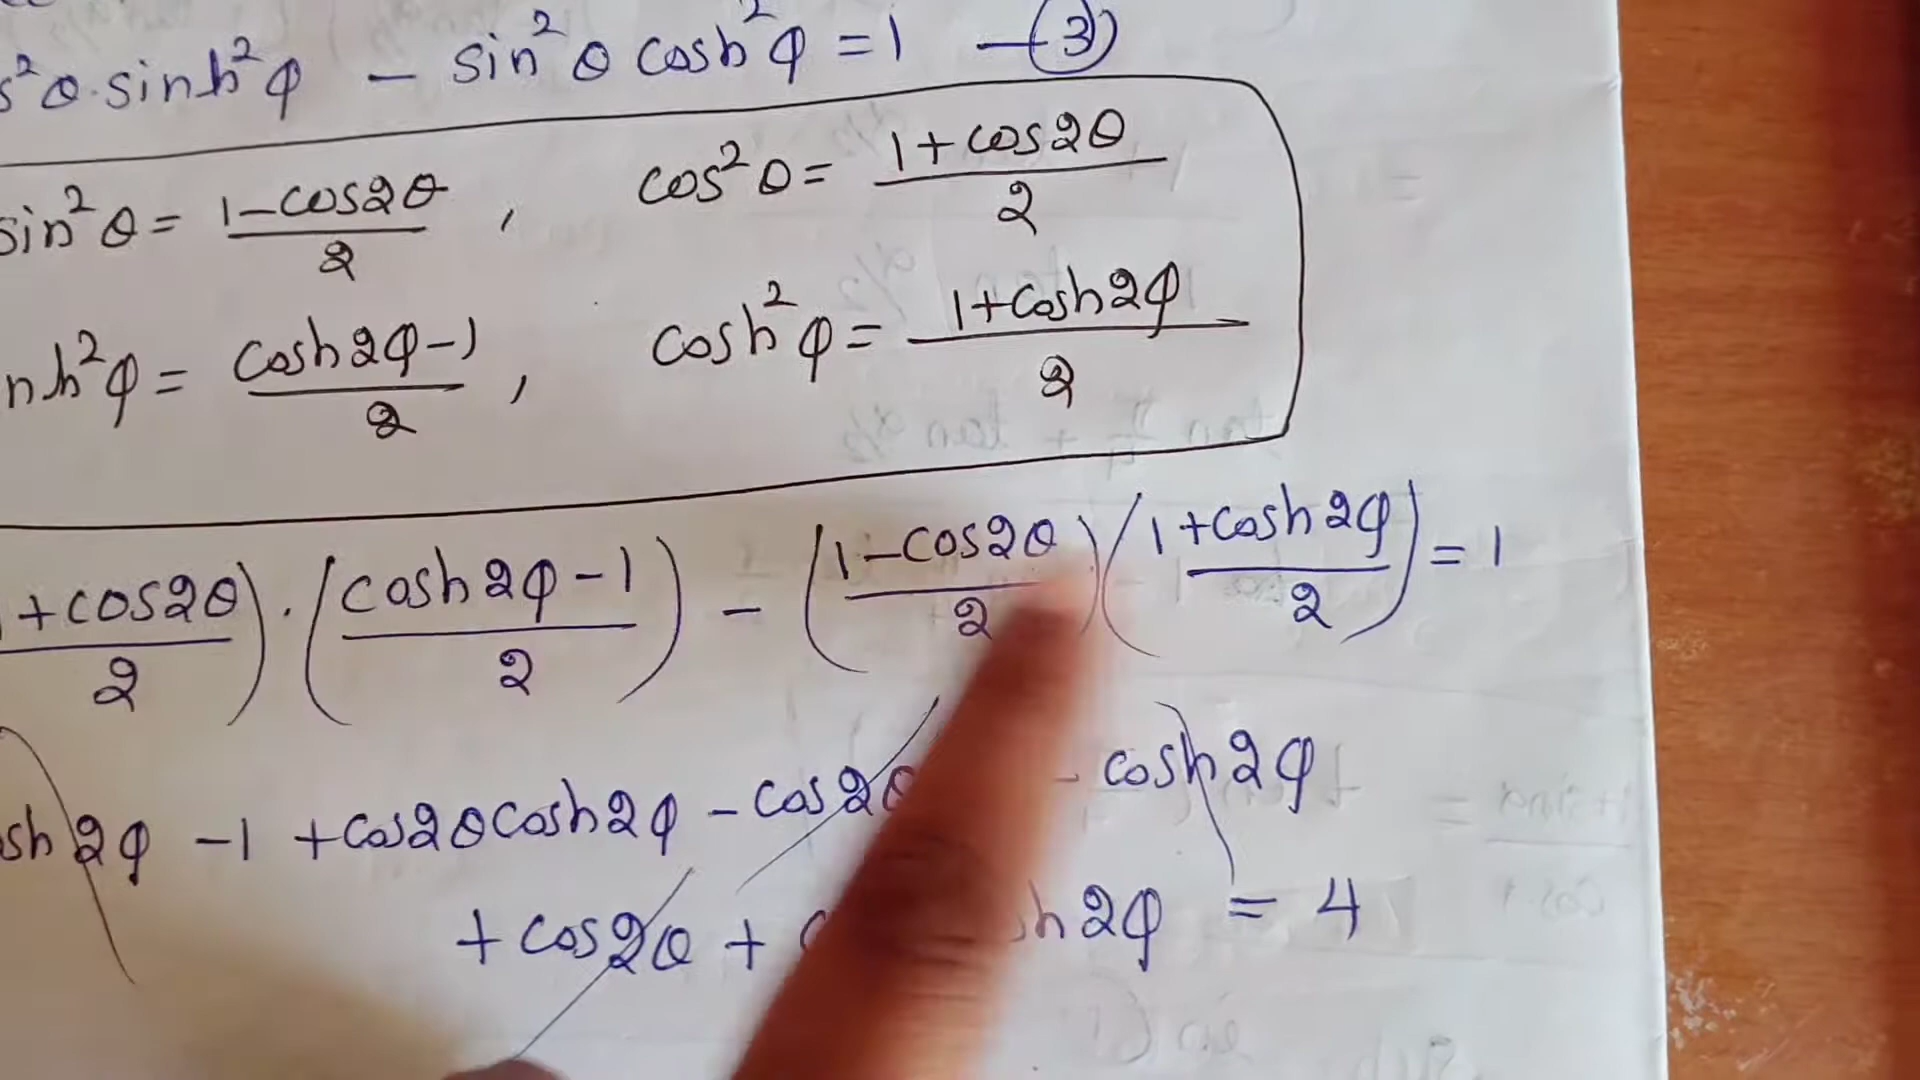 s²θ.sinh²φ - sin²θ cosh²φ = 1 — ③
sin²θ = (1-cos2θ)/2 , cos²θ = (1+cos2θ)/2
nh²φ = (cosh2φ-1)/2 , cosh²φ = (1+cosh2φ)/2
+cos2θ/2) . (cosh2φ-1/2) - (1-cos2θ/2)(1+cosh2φ/2) = 1
sh2φ -1 +cos2θcosh2φ -cos2θ - cosh2φ
+ cos2θ + h2φ = 4